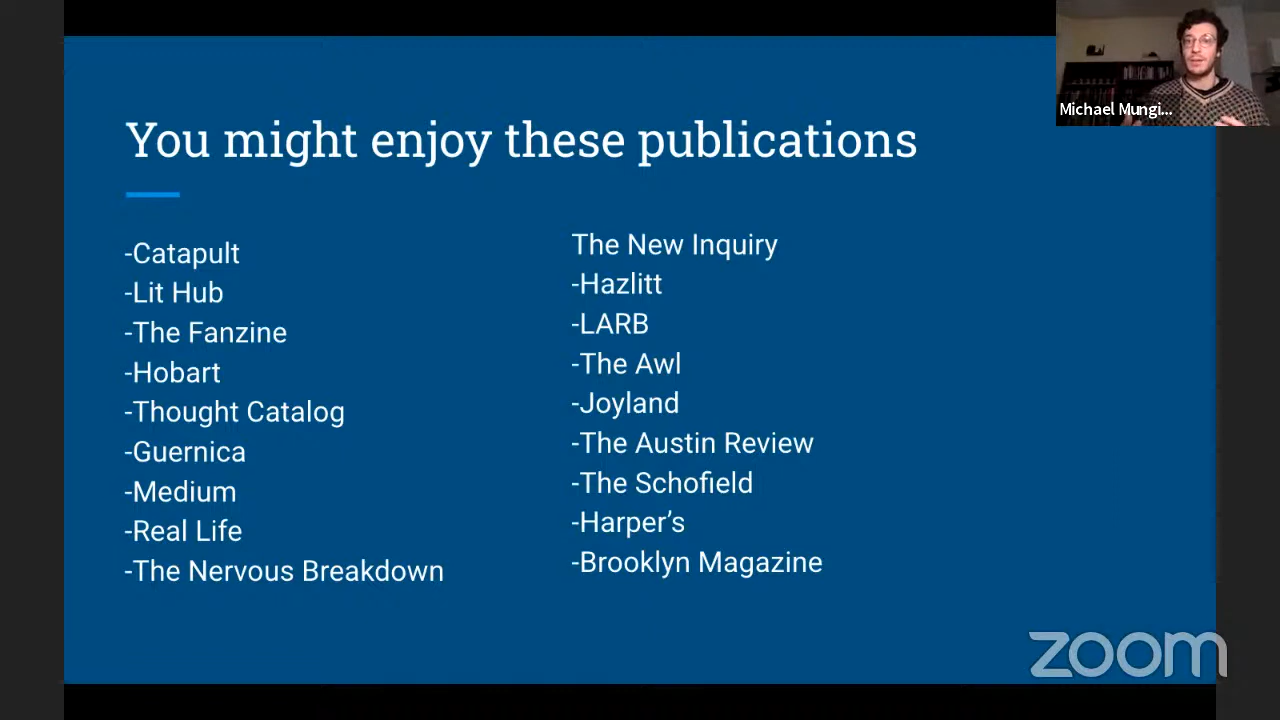 You might enjoy these publications
-Catapult
-Lit Hub
-The Fanzine
-Hobart
-Thought Catalog
-Guernica
-Medium
-Real Life
-The Nervous Breakdown
The New Inquiry
-Hazlitt
-LARB
-The Awl
-Joyland
-The Austin Review
-The Schofield
-Harper’s
-Brooklyn Magazine
Michael Mungi...
zoom